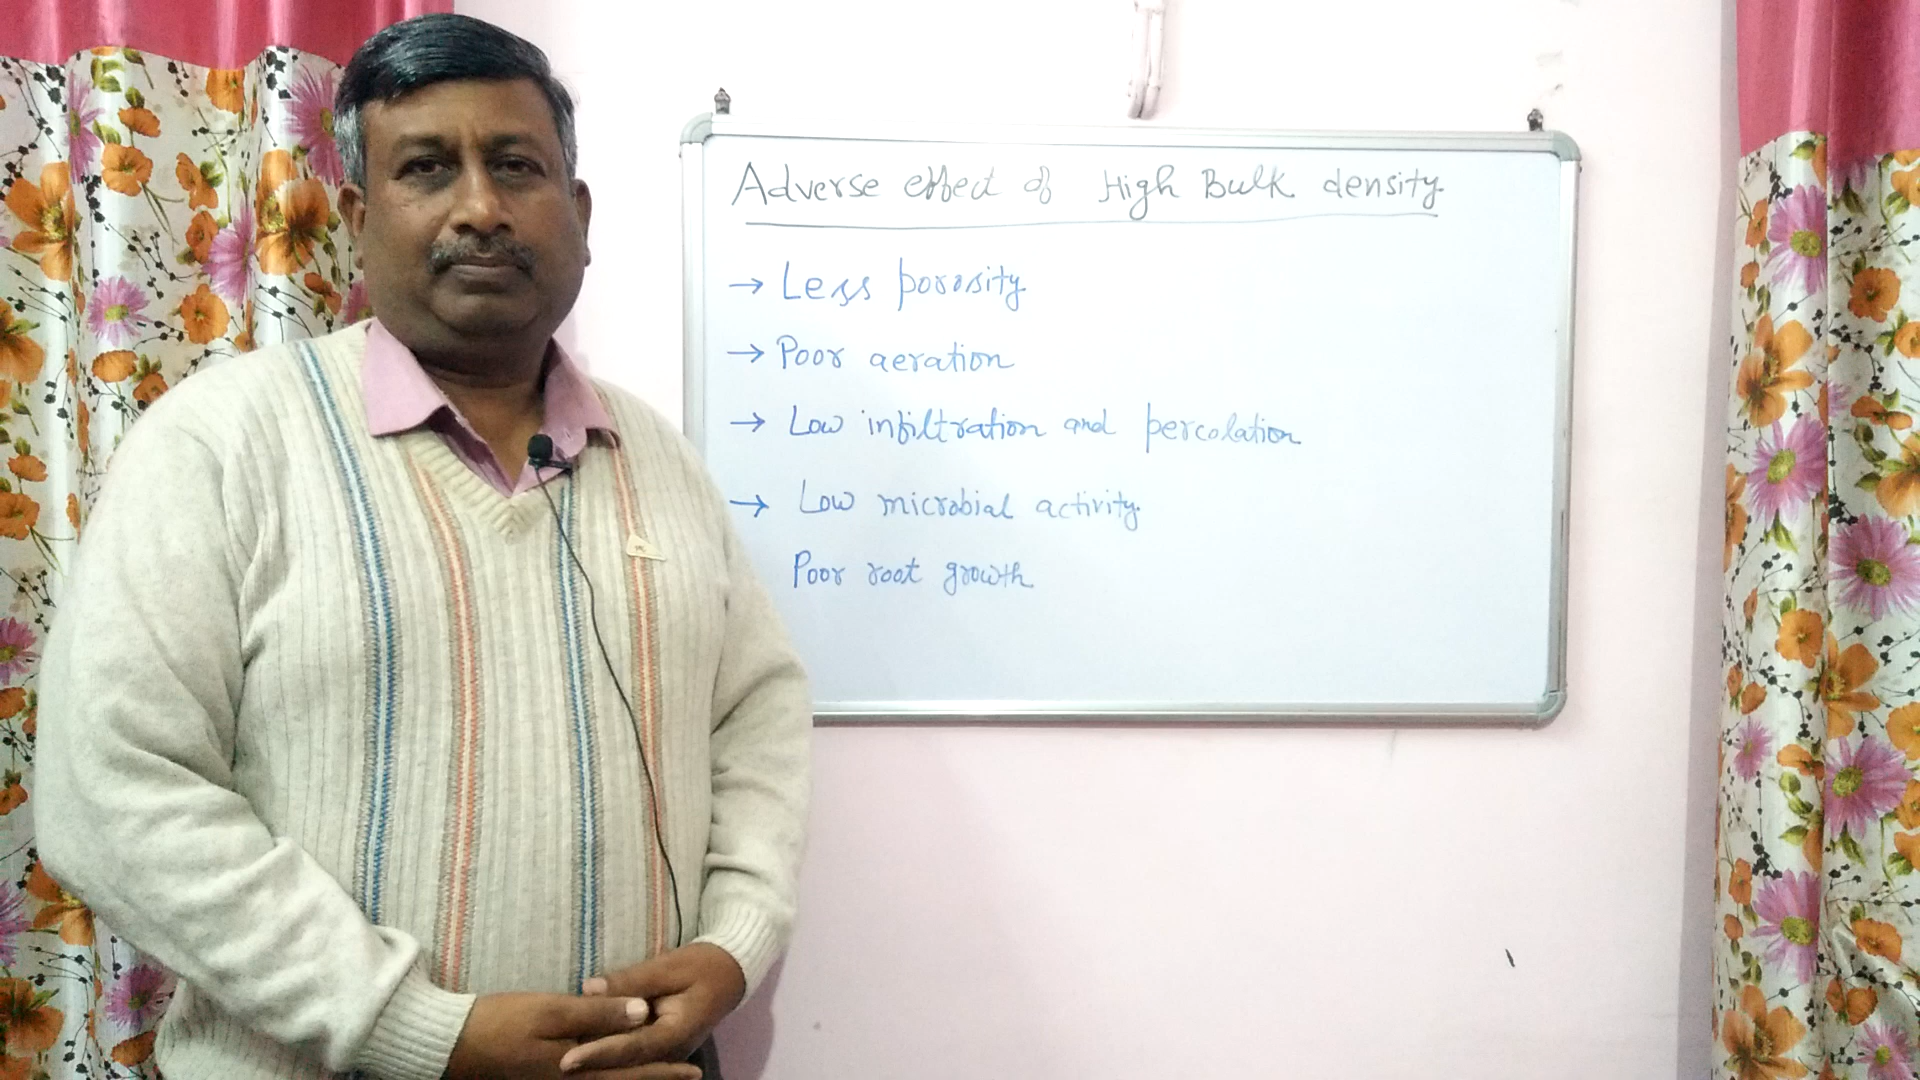 Adverse effect of High Bulk density
→ Less porosity
→ Poor aeration
→ Low infiltration and percolation
→ Low microbial activity
Poor root growth